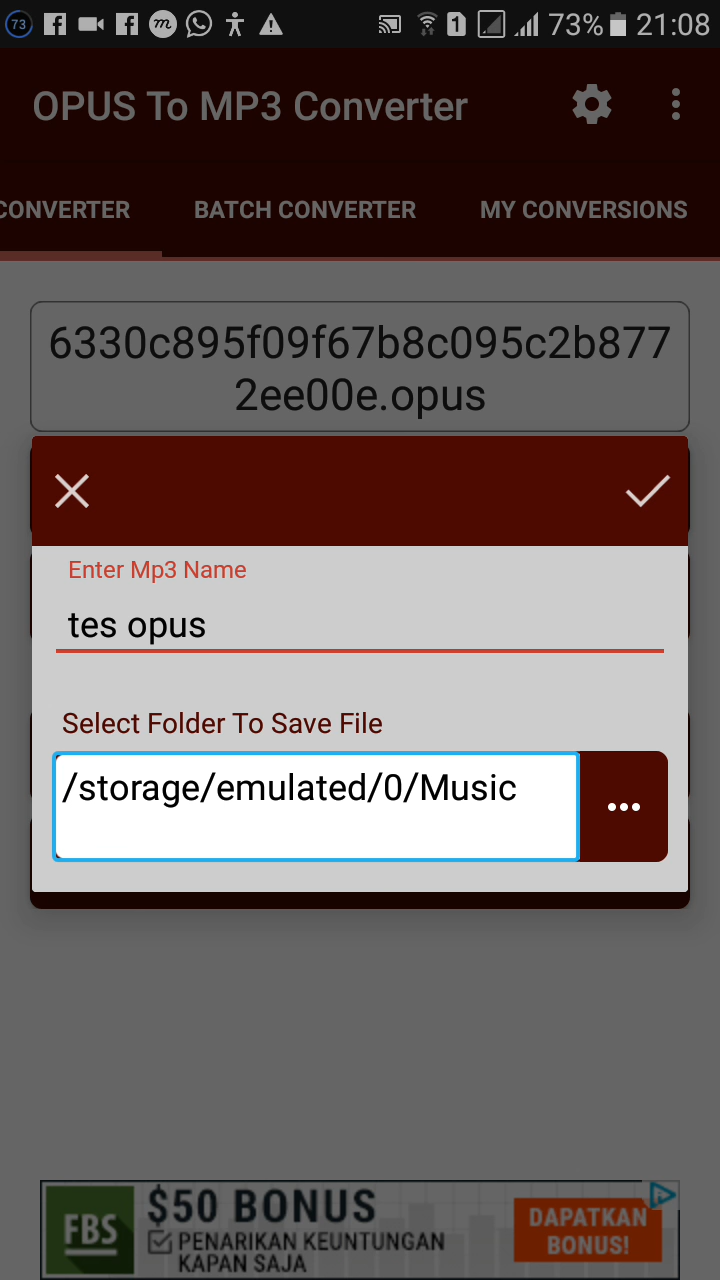 73
1
73%
21:08
OPUS To MP3 Converter
CONVERTER
BATCH CONVERTER
MY CONVERSIONS
6330c895f09f67b8c095c2b877
2ee00e.opus
Enter Mp3 Name
tes opus
Select Folder To Save File
/storage/emulated/0/Music
FBS
$50 BONUS
PENARIKAN KEUNTUNGAN
KAPAN SAJA
DAPATKAN
BONUS!